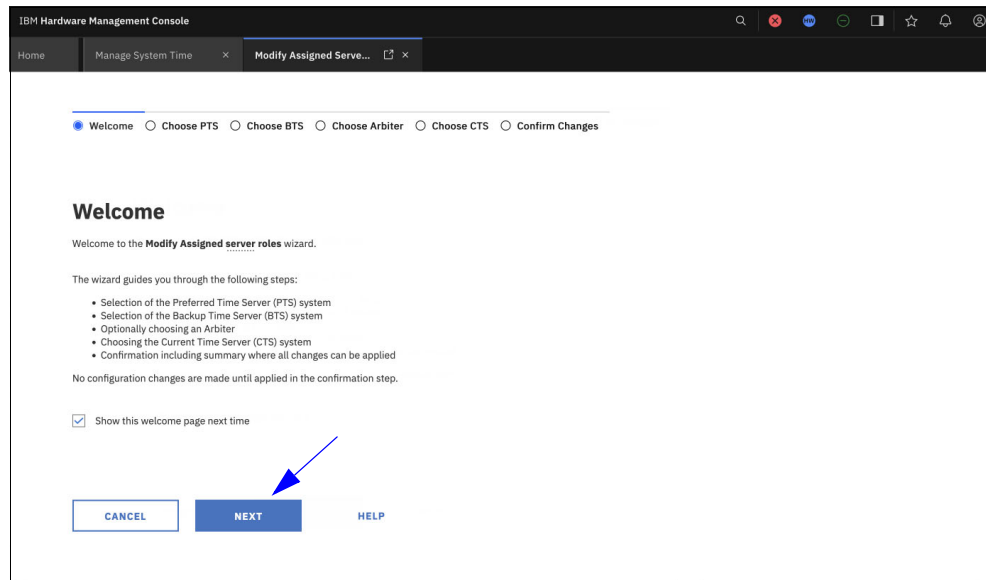 IBM Hardware Management Console
HW
Home
Manage System Time
Modify Assigned Serve...
Welcome
Choose PTS
Choose BTS
Choose Arbiter
Choose CTS
Confirm Changes
Welcome
Welcome to the Modify Assigned server roles wizard.
The wizard guides you through the following steps:
• Selection of the Preferred Time Server (PTS) system
• Selection of the Backup Time Server (BTS) system
• Optionally choosing an Arbiter
• Choosing the Current Time Server (CTS) system
• Confirmation including summary where all changes can be applied
No configuration changes are made until applied in the confirmation step.
Show this welcome page next time
CANCEL
NEXT
HELP